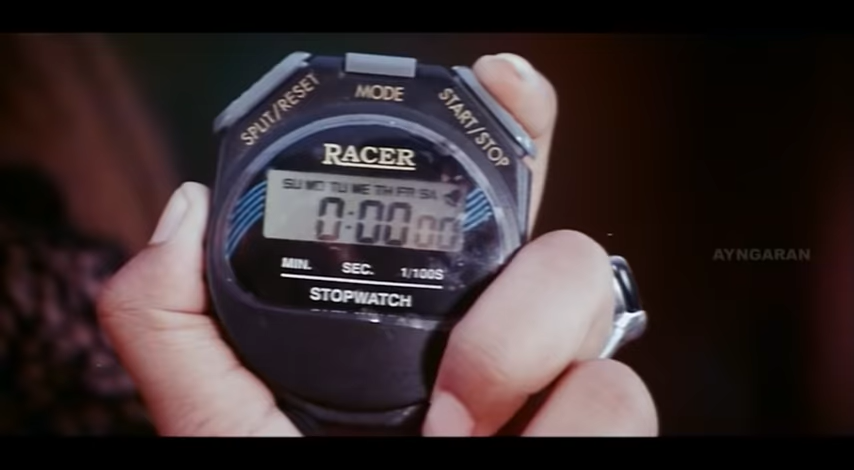 SPLIT/RESET
MODE
START/STOP
RACER
SU MO TU WE TH FR SA
0:00 00
MIN. SEC. 1/100S
STOPWATCH
AYNGARAN